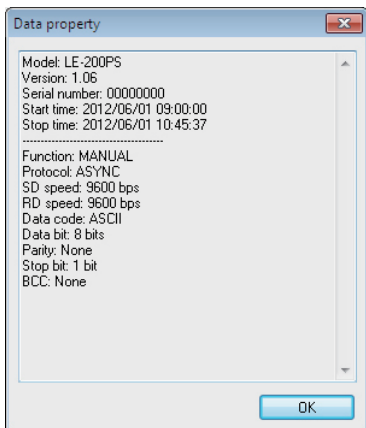 Data property
Model: LE-200PS
Version: 1.06
Serial number: 00000000
Start time: 2012/06/01 09:00:00
Stop time: 2012/06/01 10:45:37
--------------------------------------
Function: MANUAL
Protocol: ASYNC
SD speed: 9600 bps
RD speed: 9600 bps
Data code: ASCII
Data bit: 8 bits
Parity: None
Stop bit: 1 bit
BCC: None
OK